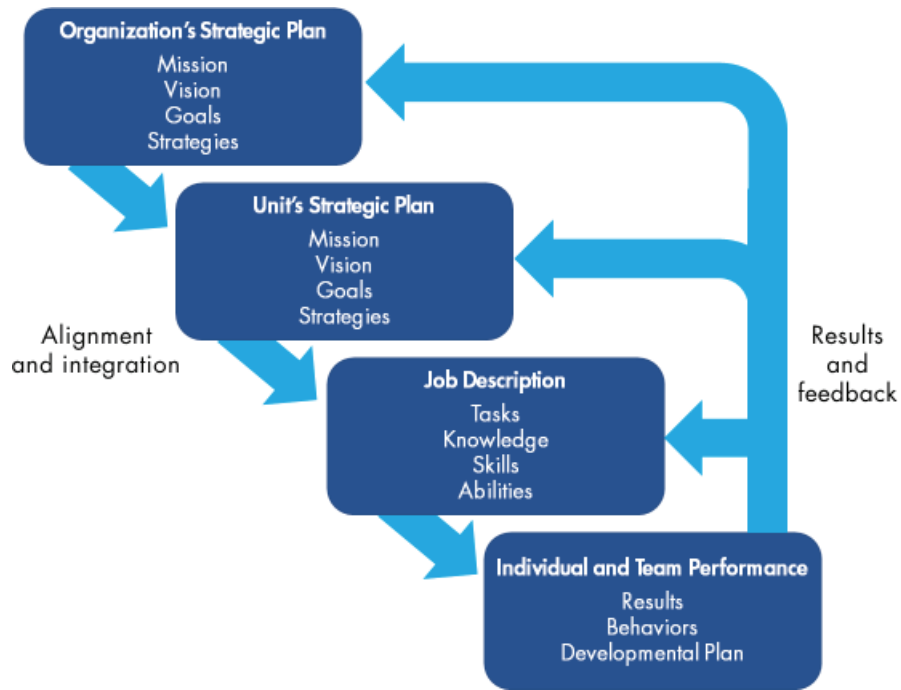 Organization's Strategic Plan
Mission
Vision
Goals
Strategies
Unit's Strategic Plan
Mission
Vision
Goals
Strategies
Alignment
and integration
Results
and
feedback
Job Description
Tasks
Knowledge
Skills
Abilities
Individual and Team Performance
Results
Behaviors
Developmental Plan